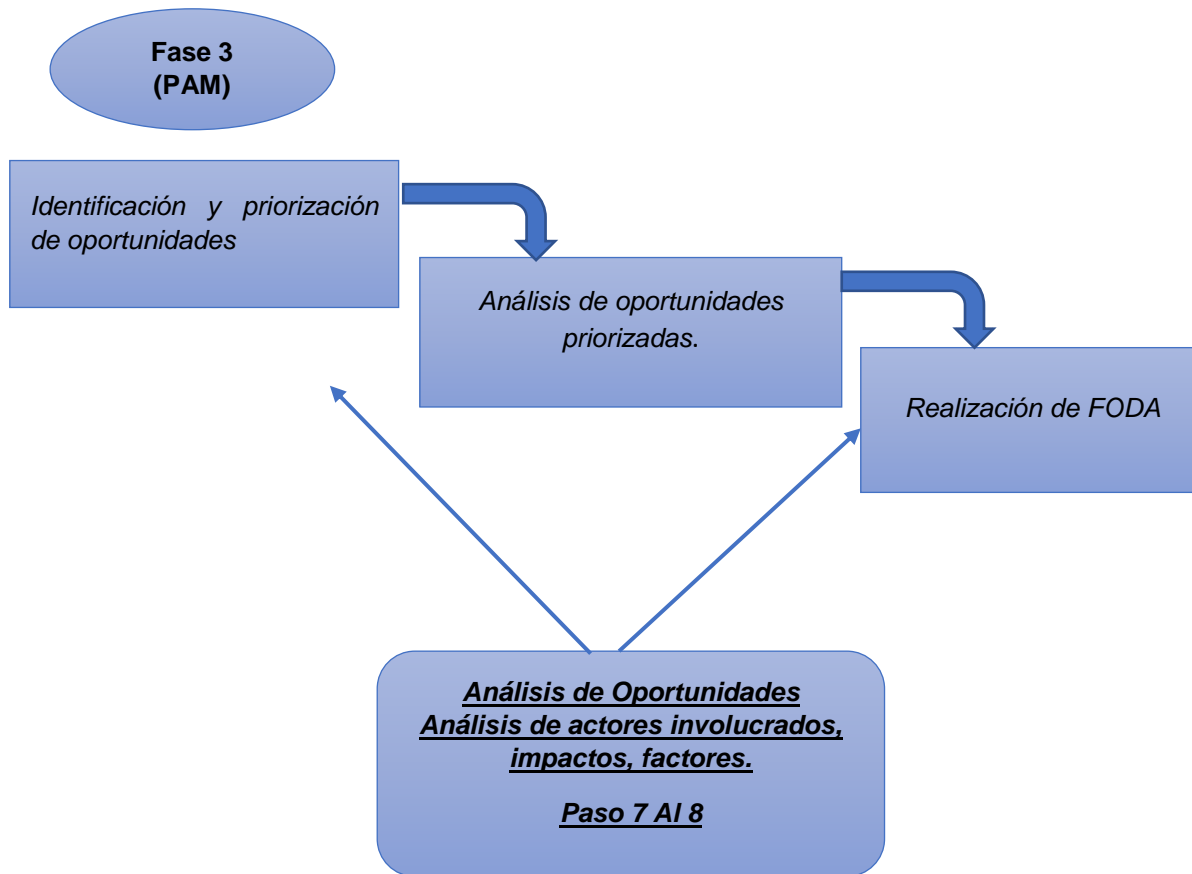 Fase 3
(PAM)
Identificación y priorización
de oportunidades
Análisis de oportunidades
priorizadas.
Realización de FODA
Análisis de Oportunidades
Análisis de actores involucrados,
impactos, factores.
Paso 7 Al 8